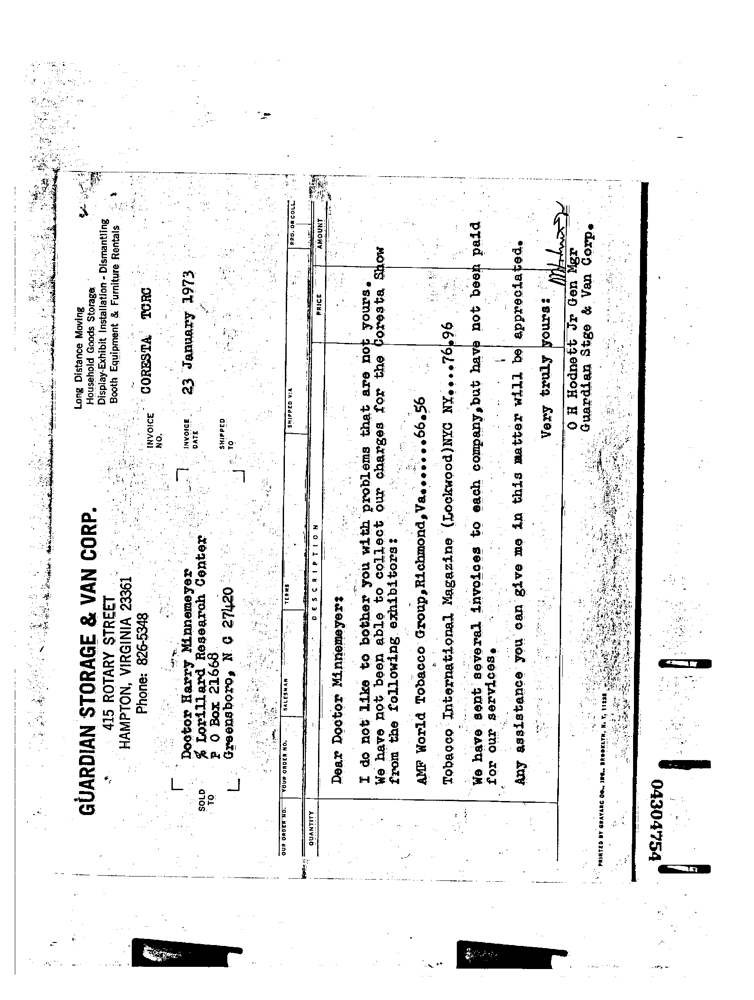 GUARDIAN STORAGE & VAN CORP.
415 ROTARY STREET
HAMPTON, VIRGINIA 23361
Phone: 826-5348
Long Distance Moving
Household Goods Storage
Display-Exhibit Installation - Dismantling
Booth Equipment & Furniture Rentals
INVOICE NO. CORESTA TCRC
SOLD TO
Doctor Harry Minnemeyer
% Lorillard Research Center
P O Box 21668
Greensboro, N C 27420
INVOICE DATE 23 January 1973
SHIPPED TO
OUR ORDER NO. YOUR ORDER NO. SALESMAN TERMS SHIPPED VIA PPD. OR COLL.
QUANTITY DESCRIPTION PRICE AMOUNT
Dear Doctor Minnemeyer:
I do not like to bother you with problems that are not yours.
We have not been able to collect our charges for the Coresta Show
from the following exhibitors:
AMF World Tobacco Group,Richmond,Va.......66.56
Tobacco International Magazine (Lockwood)NYC NY....76.96
We have sent several invoices to each company,but have not been paid
for our services.
Any assistance you can give me in this matter will be appreciated.
Very truly yours:
O H Hodnett Jr Gen Mgr
Guardian Stge & Van Corp.
PRINTED BY GRAYARC CO., INC., BROOKLYN, N. Y. 11232
04304754